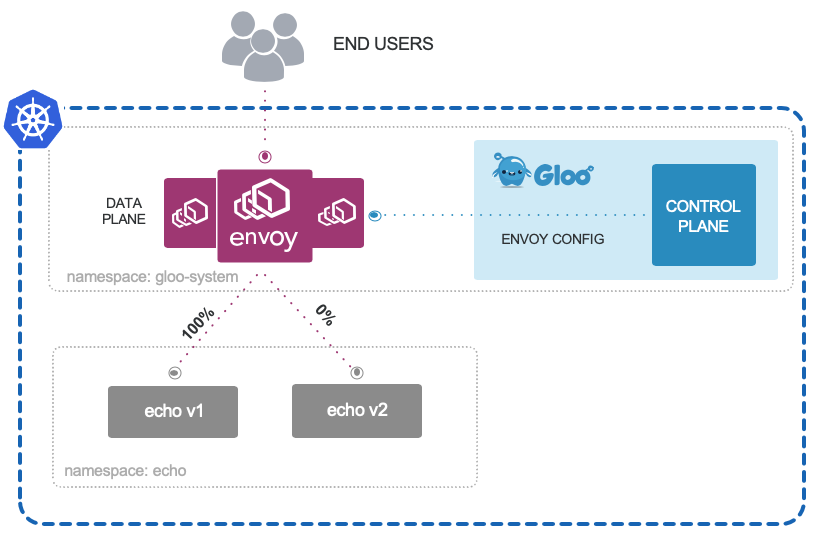 END USERS
Gloo
DATA
PLANE
envoy
CONTROL
PLANE
ENVOY CONFIG
namespace: gloo-system
100%
0%
echo v1
echo v2
namespace: echo